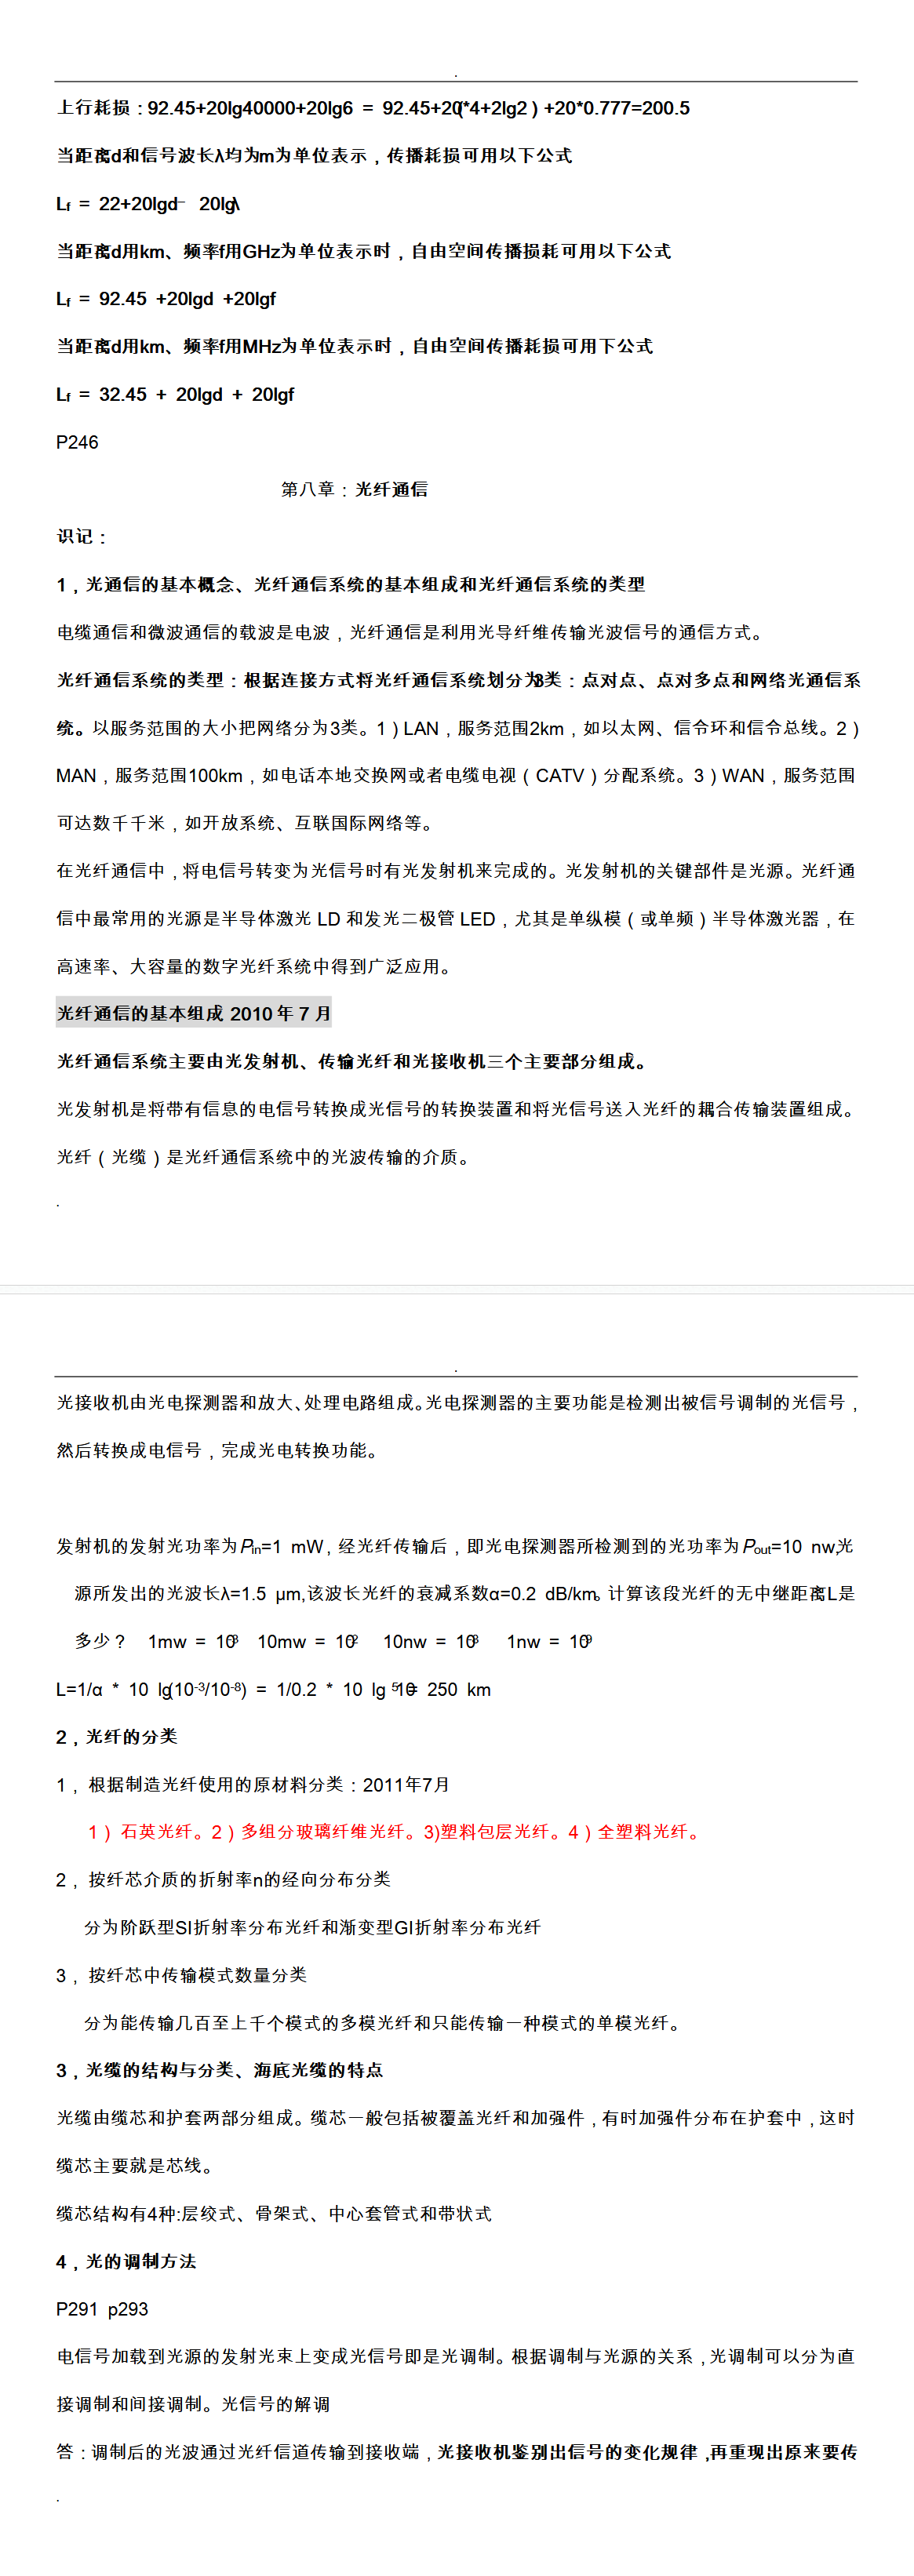 上行耗损：92.45+20lg40000+20lg6 = 92.45+20(*4+2lg2）+20*0.777=200.5
当距离d和信号波长λ均为m为单位表示，传播耗损可用以下公式
Lf = 22+20lgd− 20lgλ
当距离d用km、频率f用GHz为单位表示时，自由空间传播损耗可用以下公式
Lf = 92.45 +20lgd +20lgf
当距离d用km、频率f用MHz为单位表示时，自由空间传播耗损可用下公式
Lf = 32.45 + 20lgd + 20lgf
P246
第八章：光纤通信
识记：
1，光通信的基本概念、光纤通信系统的基本组成和光纤通信系统的类型
电缆通信和微波通信的载波是电波，光纤通信是利用光导纤维传输光波信号的通信方式。
光纤通信系统的类型：根据连接方式将光纤通信系统划分为3类：点对点、点对多点和网络光通信系
统。以服务范围的大小把网络分为3类。1）LAN，服务范围2km，如以太网、信令环和信令总线。2）
MAN，服务范围100km，如电话本地交换网或者电缆电视（CATV）分配系统。3）WAN，服务范围
可达数千千米，如开放系统、互联国际网络等。
在光纤通信中，将电信号转变为光信号时有光发射机来完成的。光发射机的关键部件是光源。光纤通
信中最常用的光源是半导体激光 LD 和发光二极管 LED，尤其是单纵模（或单频）半导体激光器，在
高速率、大容量的数字光纤系统中得到广泛应用。
光纤通信的基本组成 2010 年 7 月
光纤通信系统主要由光发射机、传输光纤和光接收机三个主要部分组成。
光发射机是将带有信息的电信号转换成光信号的转换装置和将光信号送入光纤的耦合传输装置组成。
光纤（光缆）是光纤通信系统中的光波传输的介质。
光接收机由光电探测器和放大、处理电路组成。光电探测器的主要功能是检测出被信号调制的光信号，
然后转换成电信号，完成光电转换功能。
发射机的发射光功率为Pin=1 mW，经光纤传输后，即光电探测器所检测到的光功率为Pout=10 nw,光
源所发出的光波长λ=1.5 μm,该波长光纤的衰减系数α=0.2 dB/km。计算该段光纤的无中继距离L是
多少？ 1mw = 10-3 10mw = 10-2 10nw = 10-8 1nw = 10-9
L=1/α * 10 lg(10-3/10-8) = 1/0.2 * 10 lg 105= 250 km
2，光纤的分类
1， 根据制造光纤使用的原材料分类：2011年7月
1）石英光纤。2）多组分玻璃纤维光纤。3)塑料包层光纤。4）全塑料光纤。
2， 按纤芯介质的折射率n的经向分布分类
分为阶跃型SI折射率分布光纤和渐变型GI折射率分布光纤
3， 按纤芯中传输模式数量分类
分为能传输几百至上千个模式的多模光纤和只能传输一种模式的单模光纤。
3，光缆的结构与分类、海底光缆的特点
光缆由缆芯和护套两部分组成。缆芯一般包括被覆盖光纤和加强件，有时加强件分布在护套中，这时
缆芯主要就是芯线。
缆芯结构有4种:层绞式、骨架式、中心套管式和带状式
4，光的调制方法
P291 p293
电信号加载到光源的发射光束上变成光信号即是光调制。根据调制与光源的关系，光调制可以分为直
接调制和间接调制。光信号的解调
答：调制后的光波通过光纤信道传输到接收端，光接收机鉴别出信号的变化规律，再重现出原来要传